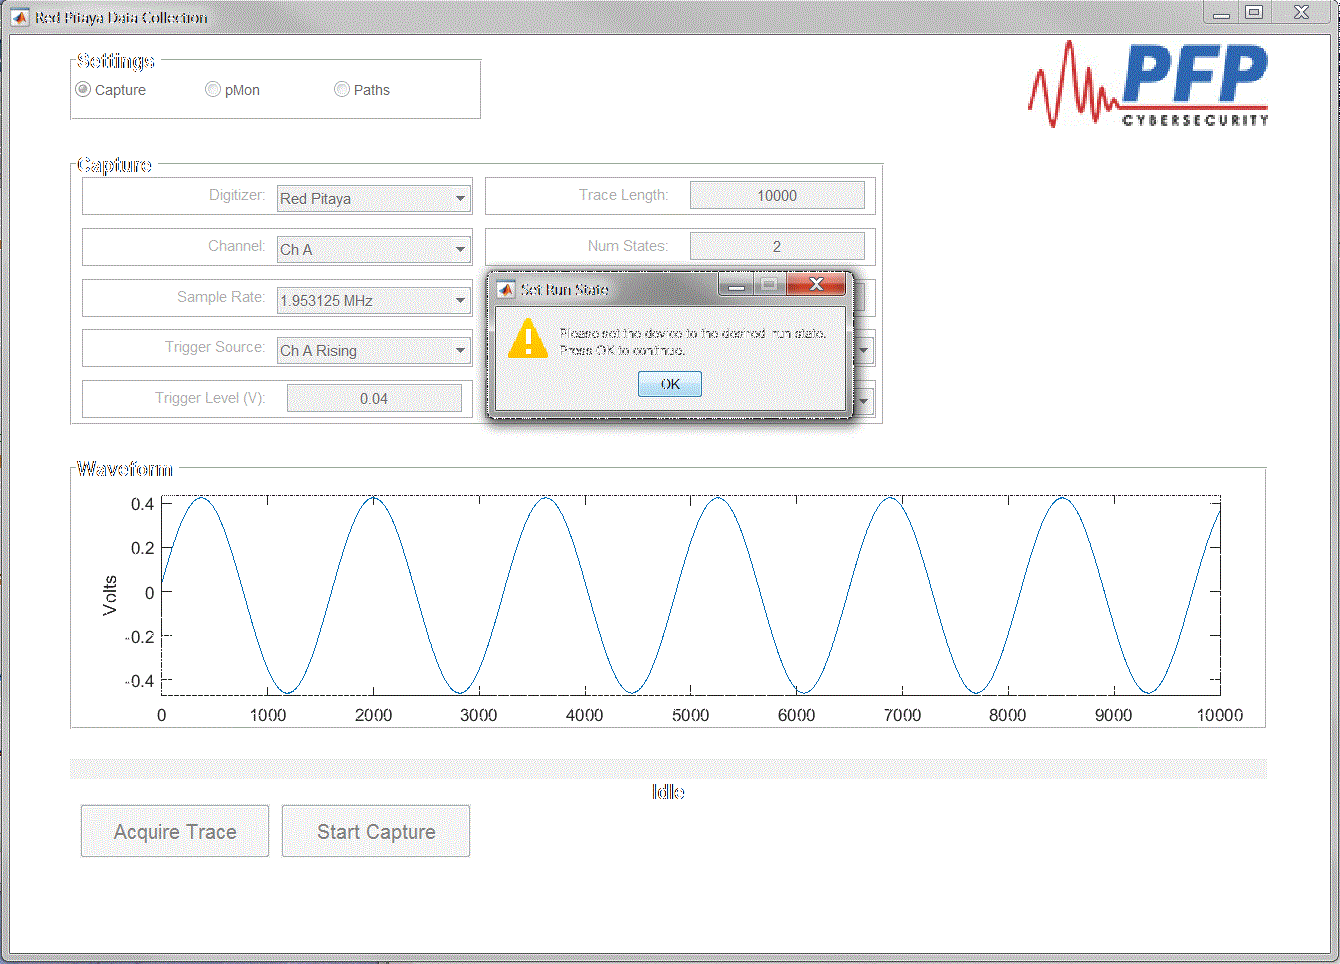 Red Pitaya Data Collection
PFP
CYBERSECURITY
Settings
Capture pMon Paths
Capture
Digitizer: Red Pitaya Trace Length: 10000
Channel: Ch A Num States: 2
Sample Rate: 1.953125 MHz
Trigger Source: Ch A Rising
Trigger Level (V): 0.04
Set Run State
Please set the device to the desired run state.
Press OK to continue.
OK
Waveform
Volts
0.4
0.2
0
-0.2
-0.4
0 1000 2000 3000 4000 5000 6000 7000 8000 9000 10000
Idle
Acquire Trace Start Capture